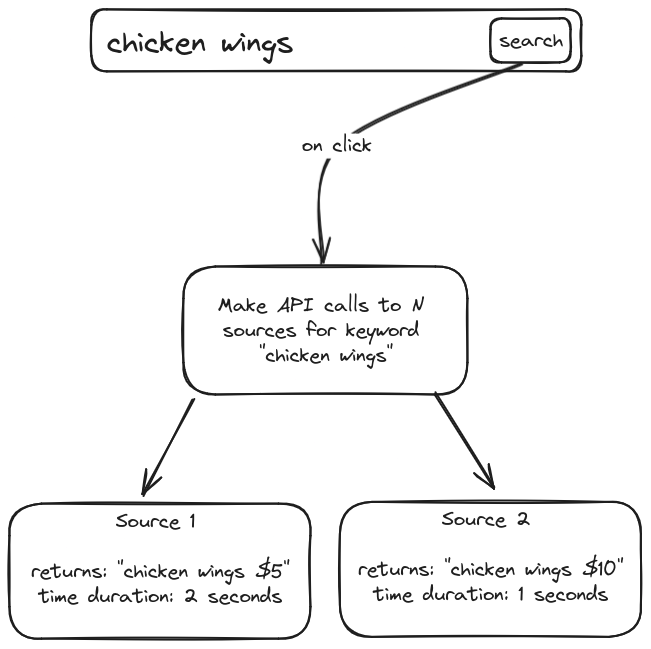 chicken wings
search
on click
Make API calls to N
sources for keyword
"chicken wings"
Source 1
returns: "chicken wings $5"
time duration: 2 seconds
Source 2
returns: "chicken wings $10"
time duration: 1 seconds